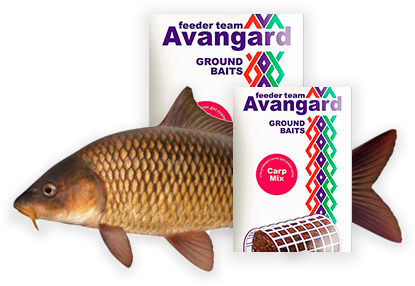 feeder team
Avangard
GROUND
BAITS
feeder team
Avangard
GROUND
BAITS
Carp
Mix